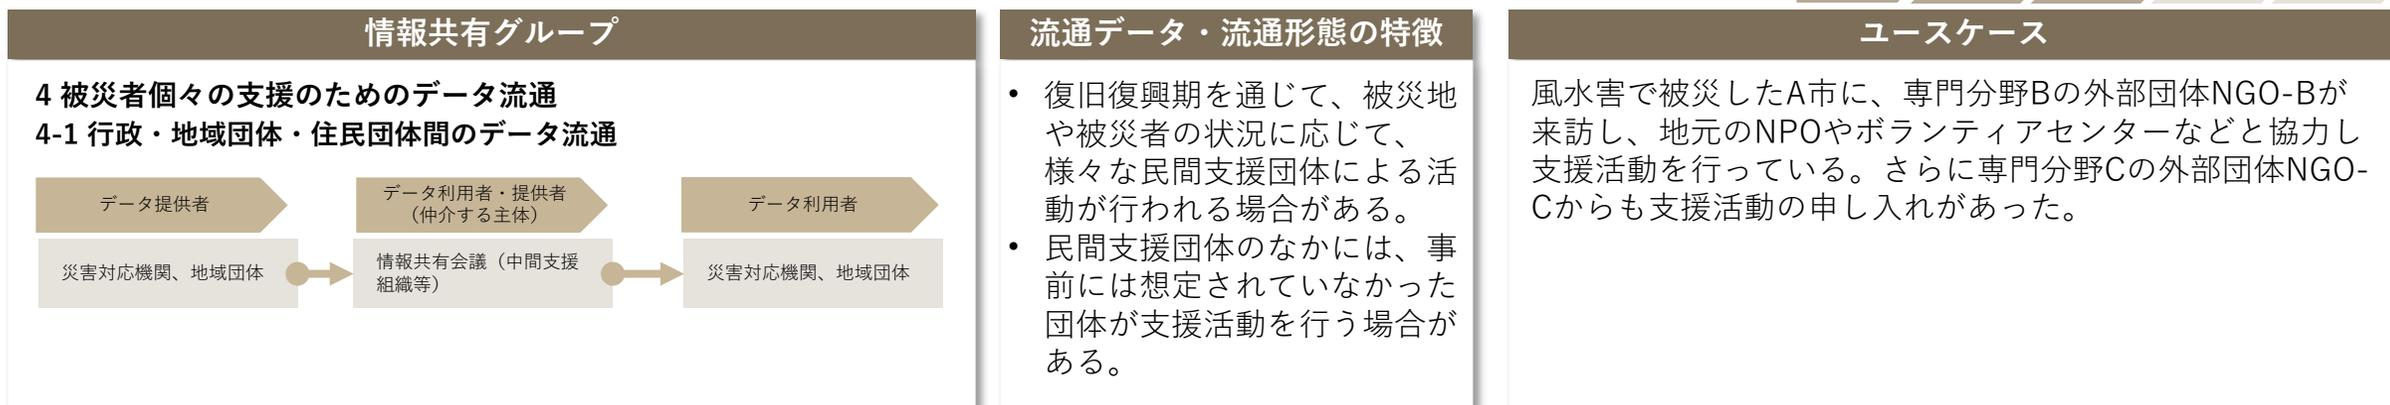 情報共有グループ
4 被災者個々の支援のためのデータ流通
4-1 行政・地域団体・住民団体間のデータ流通
データ提供者
データ利用者・提供者
（仲介する主体）
データ利用者
災害対応機関、地域団体
情報共有会議（中間支援
組織等）
災害対応機関、地域団体
流通データ・流通形態の特徴
• 復旧復興期を通じて、被災地
や被災者の状況に応じて、
様々な民間支援団体による活
動が行われる場合がある。
• 民間支援団体のなかには、事
前には想定されていなかった
団体が支援活動を行う場合が
ある。
ユースケース
風水害で被災したA市に、専門分野Bの外部団体NGO-Bが
来訪し、地元のNPOやボランティアセンターなどと協力し
支援活動を行っている。さらに専門分野Cの外部団体NGO-
Cからも支援活動の申し入れがあった。